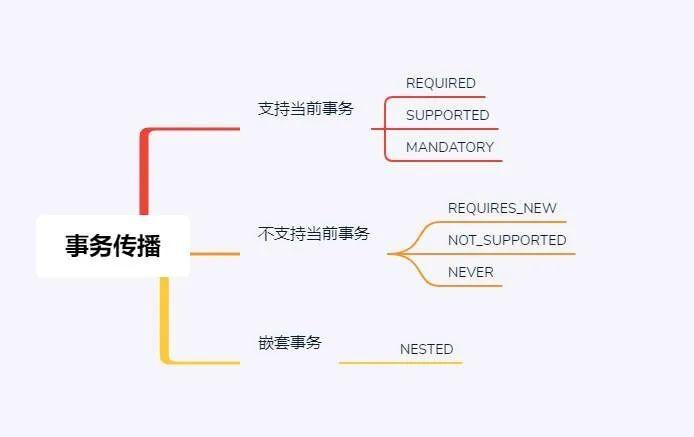 事务传播
支持当前事务
REQUIRED
SUPPORTED
MANDATORY
不支持当前事务
REQUIRES_NEW
NOT_SUPPORTED
NEVER
嵌套事务
NESTED